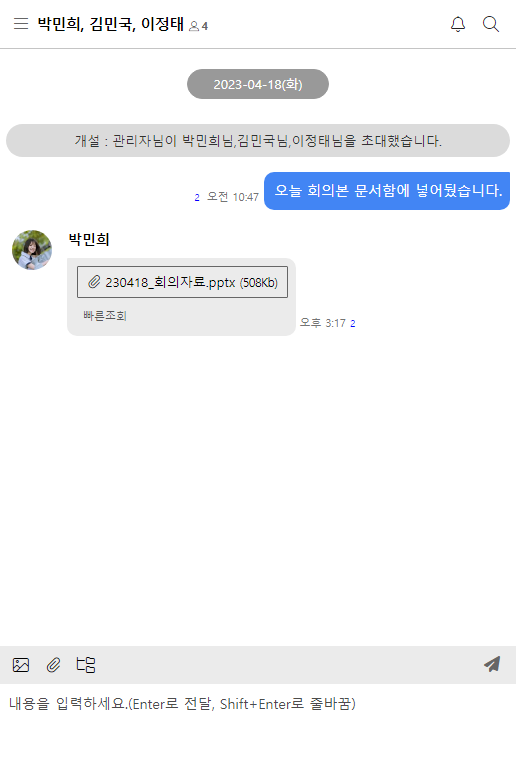 박민희, 김민국, 이정태 4
2023-04-18(화)
개설 : 관리자님이 박민희님,김민국님,이정태님을 초대했습니다.
2 오전 10:47 오늘 회의본 문서함에 넣어뒀습니다.
박민희
230418_회의자료.pptx (508Kb)
빠른조회
오후 3:17 2
내용을 입력하세요.(Enter로 전달, Shift+Enter로 줄바꿈)